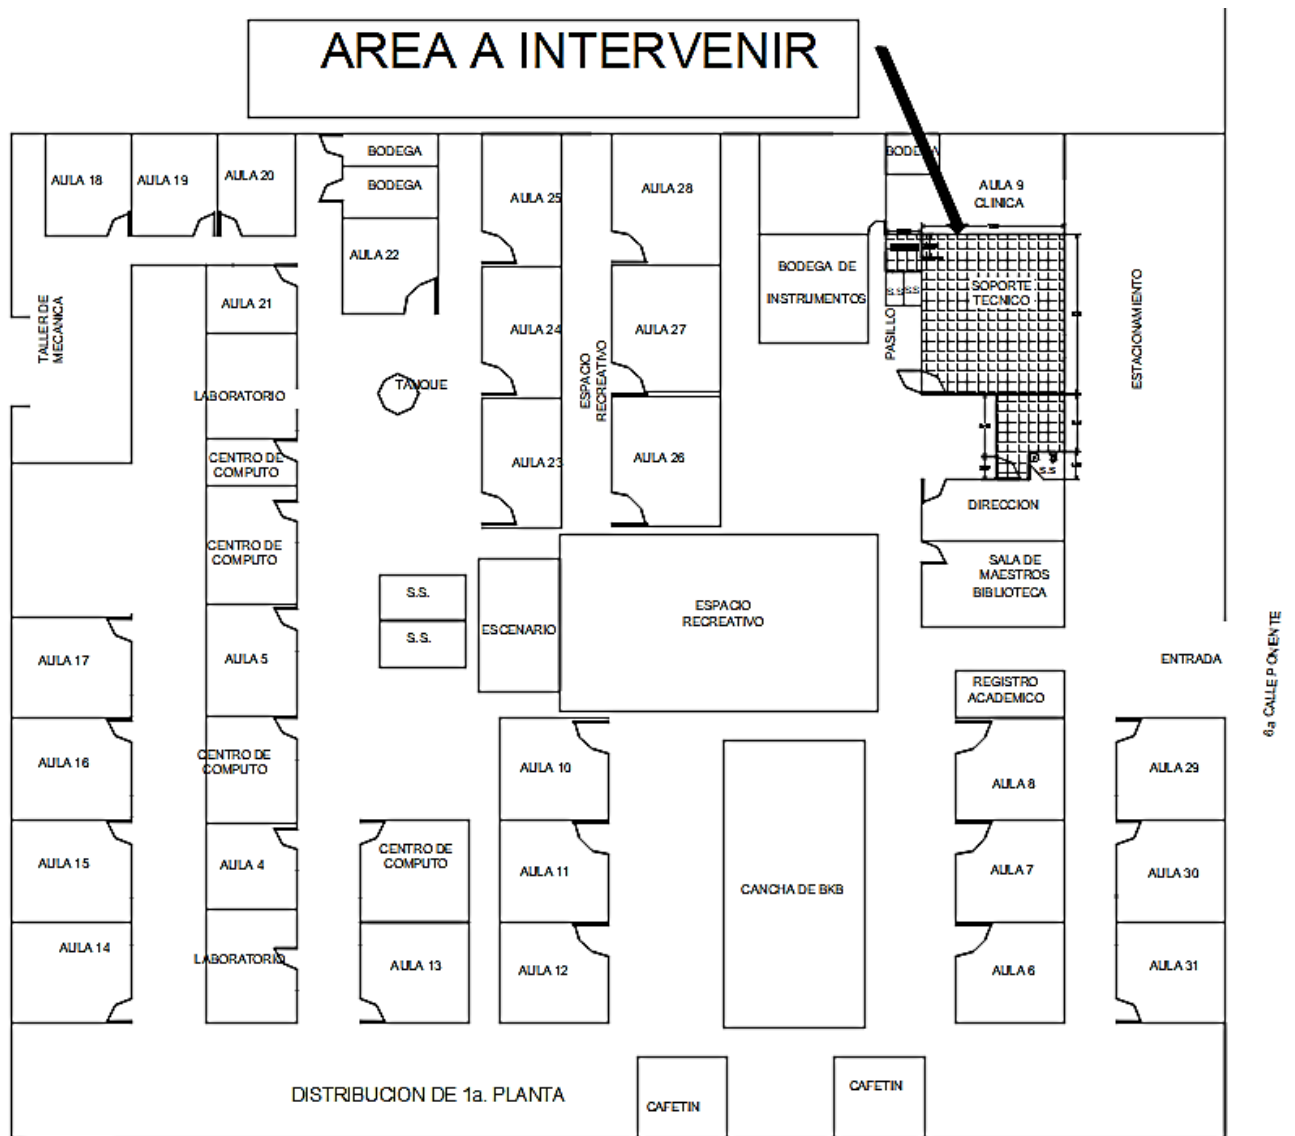 AREA A INTERVENIR
BODEGA
BODEGA
BODEGA
AULA 18
AULA 19
AULA 20
AULA 25
AULA 28
AULA 9
CLINICA
AULA 22
BODEGA DE
INSTRUMENTOS
SOPORTE
TECNICO
S.S
S.S
PASILLO
ESTACIONAMIENTO
TALLER DE
MECANICA
AULA 21
AULA 24
AULA 27
ESPACIO
RECREATIVO
LABORATORIO
TANQUE
CENTRO DE
COMPUTO
AULA 23
AULA 26
S.S
DIRECCION
CENTRO DE
COMPUTO
SALA DE
MAESTROS
BIBLIOTECA
S.S.
S.S.
ESCENARIO
ESPACIO
RECREATIVO
AULA 17
AULA 5
ENTRADA
6a CALLE PONIENTE
REGISTRO
ACADEMICO
AULA 16
CENTRO DE
COMPUTO
AULA 10
AULA 8
AULA 29
AULA 15
AULA 4
CENTRO DE
COMPUTO
AULA 11
CANCHA DE BKB
AULA 7
AULA 30
AULA 14
LABORATORIO
AULA 13
AULA 12
AULA 6
AULA 31
DISTRIBUCION DE 1a. PLANTA
CAFETIN
CAFETIN